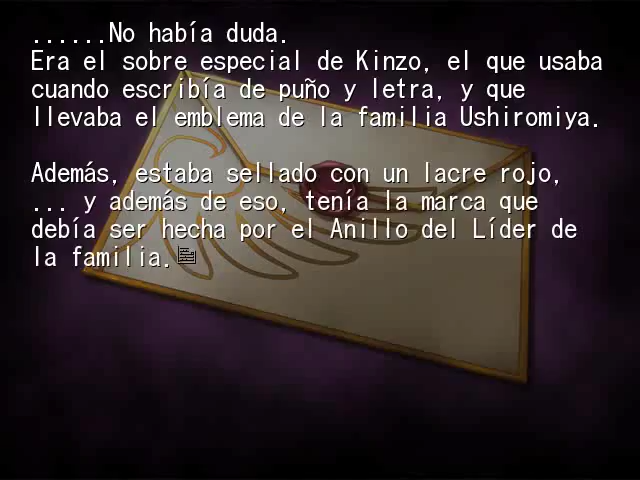 ......No había duda.
Era el sobre especial de Kinzo, el que usaba
cuando escribía de puño y letra, y que
llevaba el emblema de la familia Ushiromiya.
Además, estaba sellado con un lacre rojo,
... y además de eso, tenía la marca que
debía ser hecha por el Anillo del Líder de
la familia.